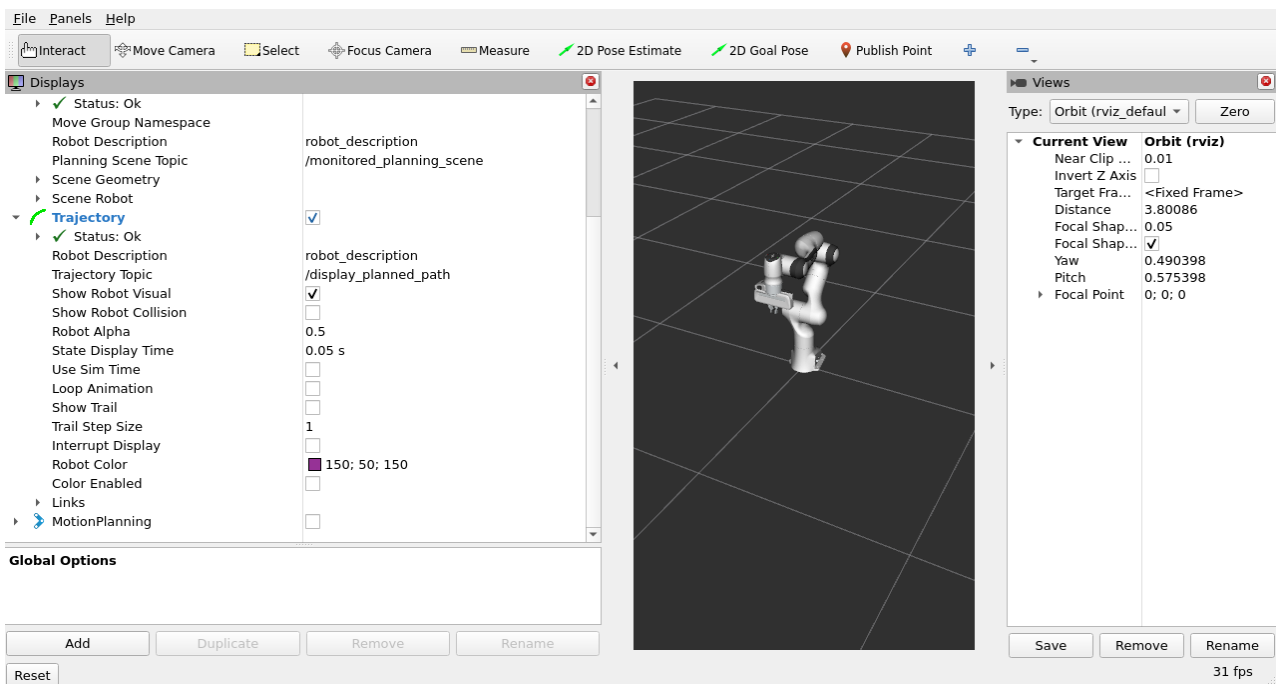 File Panels Help
Interact Move Camera Select Focus Camera Measure 2D Pose Estimate 2D Goal Pose Publish Point
Displays
Status: Ok
Move Group Namespace
Robot Description robot_description
Planning Scene Topic /monitored_planning_scene
Scene Geometry
Scene Robot
Trajectory
Status: Ok
Robot Description robot_description
Trajectory Topic /display_planned_path
Show Robot Visual
Show Robot Collision
Robot Alpha 0.5
State Display Time 0.05 s
Use Sim Time
Loop Animation
Show Trail
Trail Step Size 1
Interrupt Display
Robot Color 150; 50; 150
Color Enabled
Links
MotionPlanning
Global Options
Add Duplicate Remove Rename
Reset
Views
Type: Orbit (rviz_defaul Zero
Current View Orbit (rviz)
Near Clip ... 0.01
Invert Z Axis
Target Fra... <Fixed Frame>
Distance 3.80086
Focal Shap... 0.05
Focal Shap...
Yaw 0.490398
Pitch 0.575398
Focal Point 0; 0; 0
Save Remove Rename
31 fps